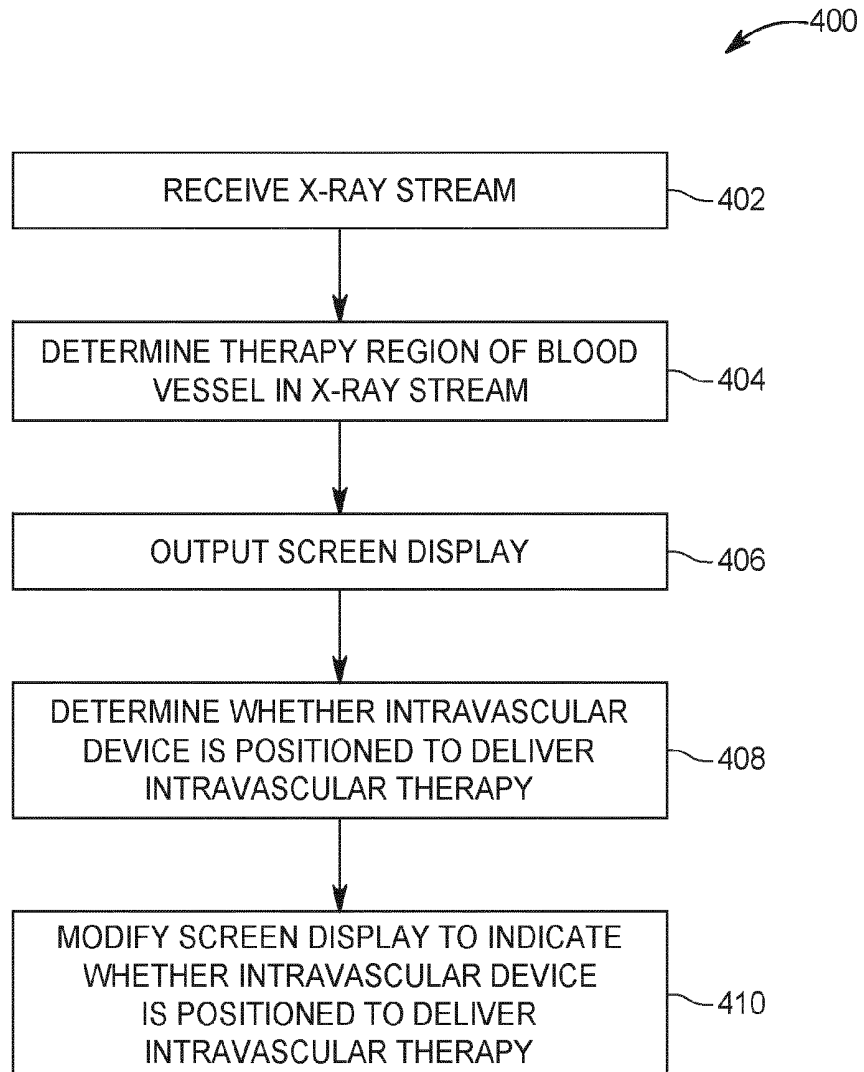 400
RECEIVE X-RAY STREAM
402
DETERMINE THERAPY REGION OF BLOOD
VESSEL IN X-RAY STREAM
404
OUTPUT SCREEN DISPLAY
406
DETERMINE WHETHER INTRAVASCULAR
DEVICE IS POSITIONED TO DELIVER
INTRAVASCULAR THERAPY
408
MODIFY SCREEN DISPLAY TO INDICATE
WHETHER INTRAVASCULAR DEVICE
IS POSITIONED TO DELIVER
INTRAVASCULAR THERAPY
410